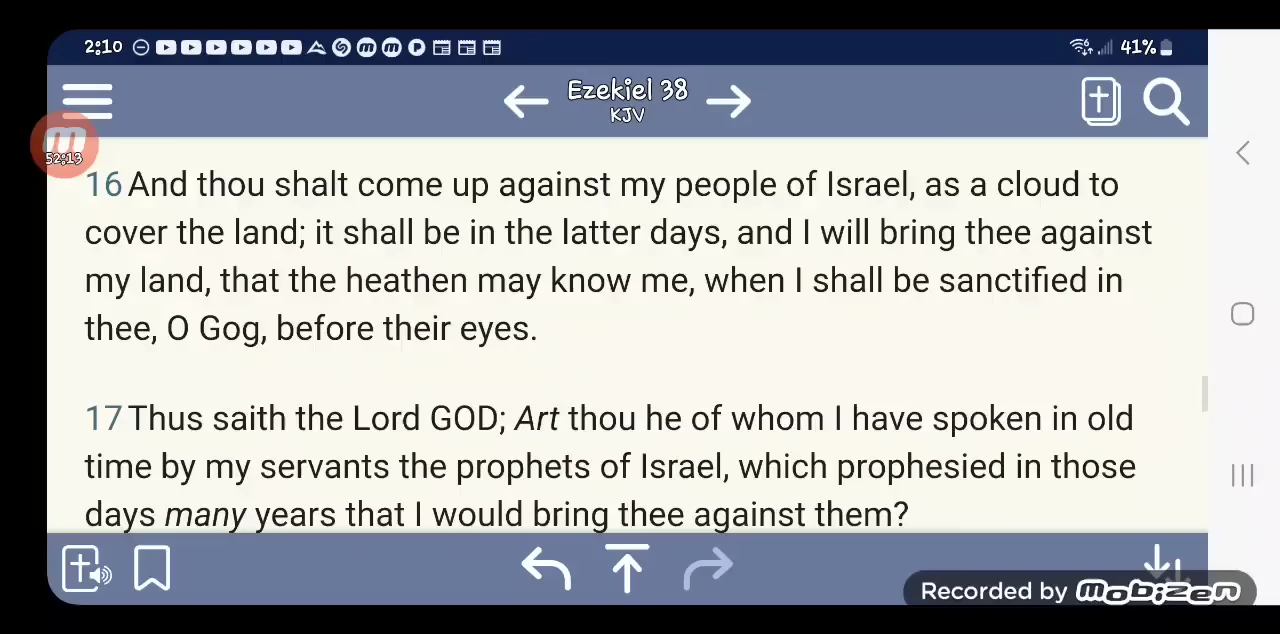 2:10
41%
Ezekiel 38
KJV
52:13
16 And thou shalt come up against my people of Israel, as a cloud to
cover the land; it shall be in the latter days, and I will bring thee against
my land, that the heathen may know me, when I shall be sanctified in
thee, O Gog, before their eyes.
17 Thus saith the Lord GOD; Art thou he of whom I have spoken in old
time by my servants the prophets of Israel, which prophesied in those
days many years that I would bring thee against them?
Recorded by mobizen